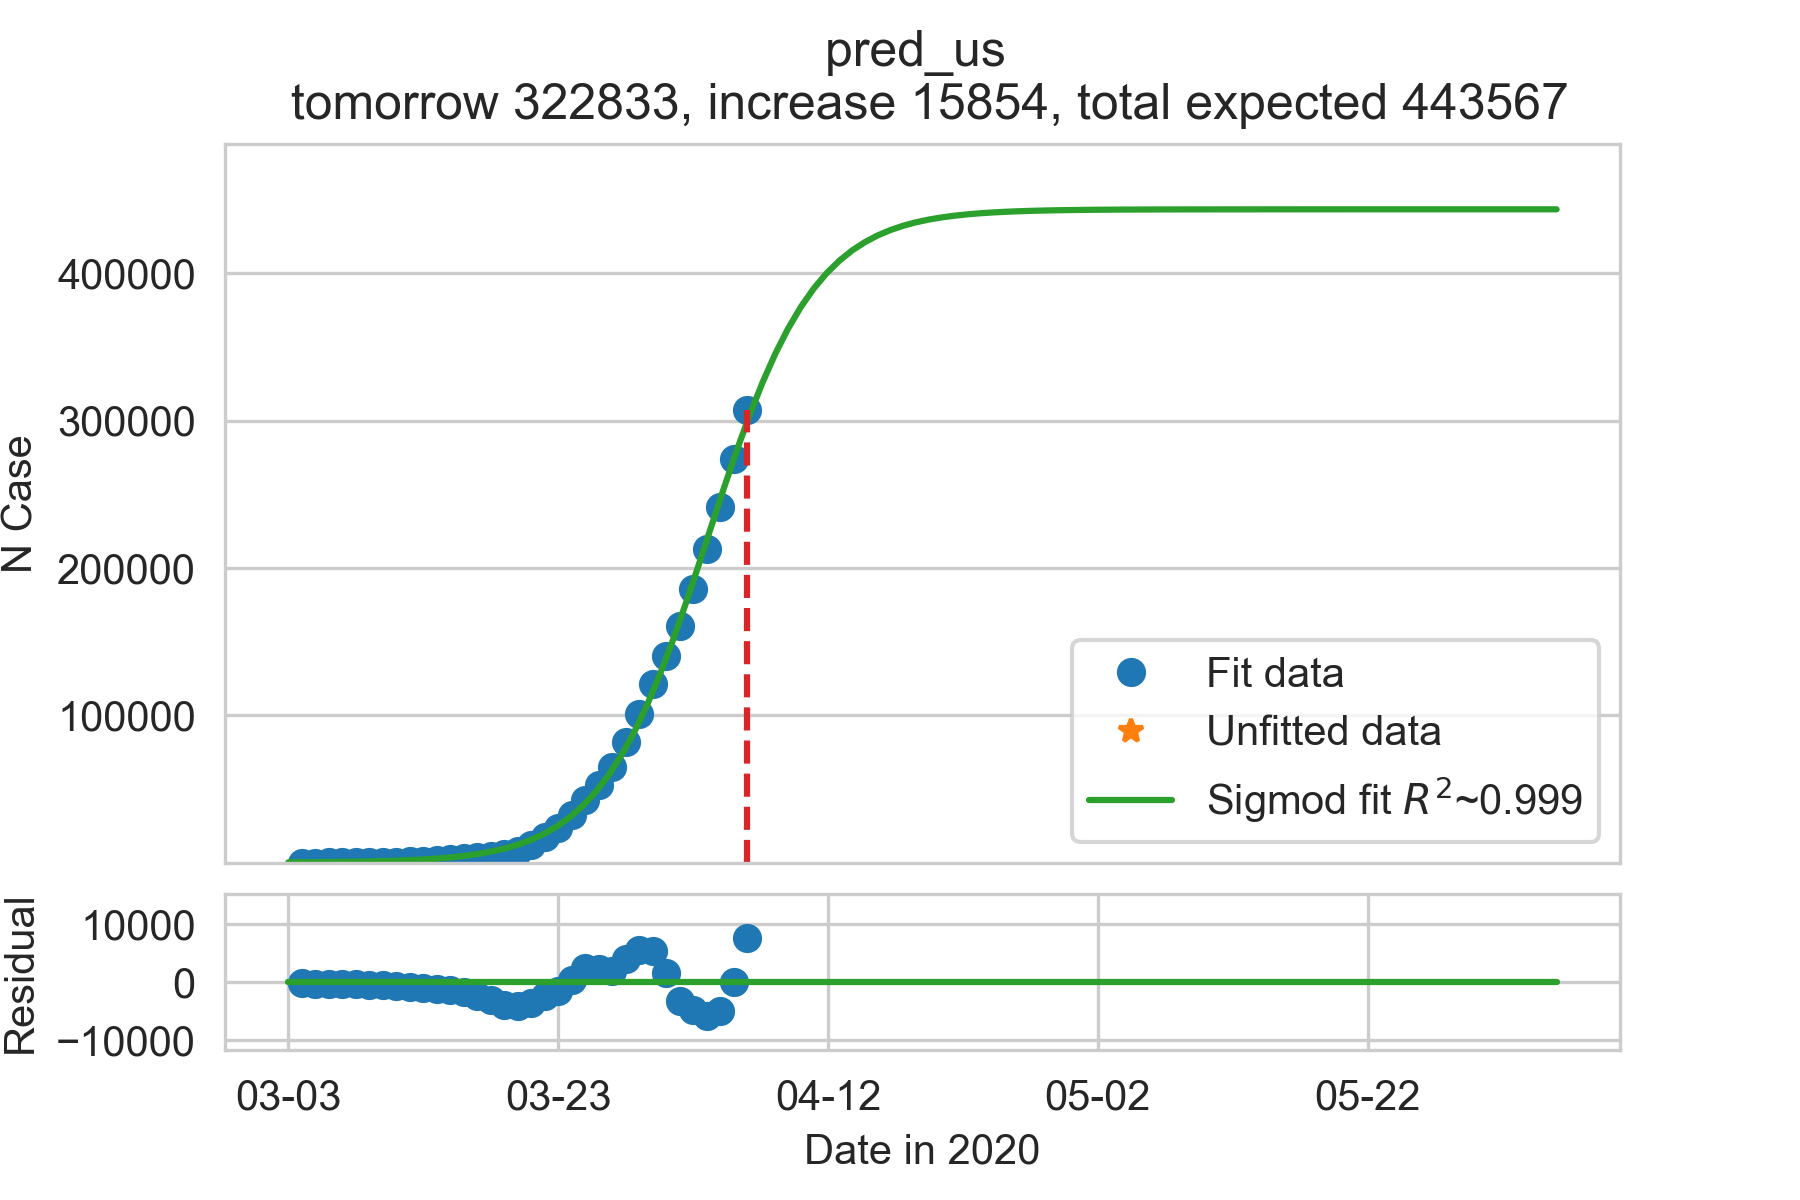 pred_us
tomorrow 322833, increase 15854, total expected 443567
N Case
400000
300000
200000
100000
Fit data
Unfitted data
Sigmod fit R²~0.999
Residual
10000
0
−10000
03-03 03-23 04-12 05-02 05-22
Date in 2020